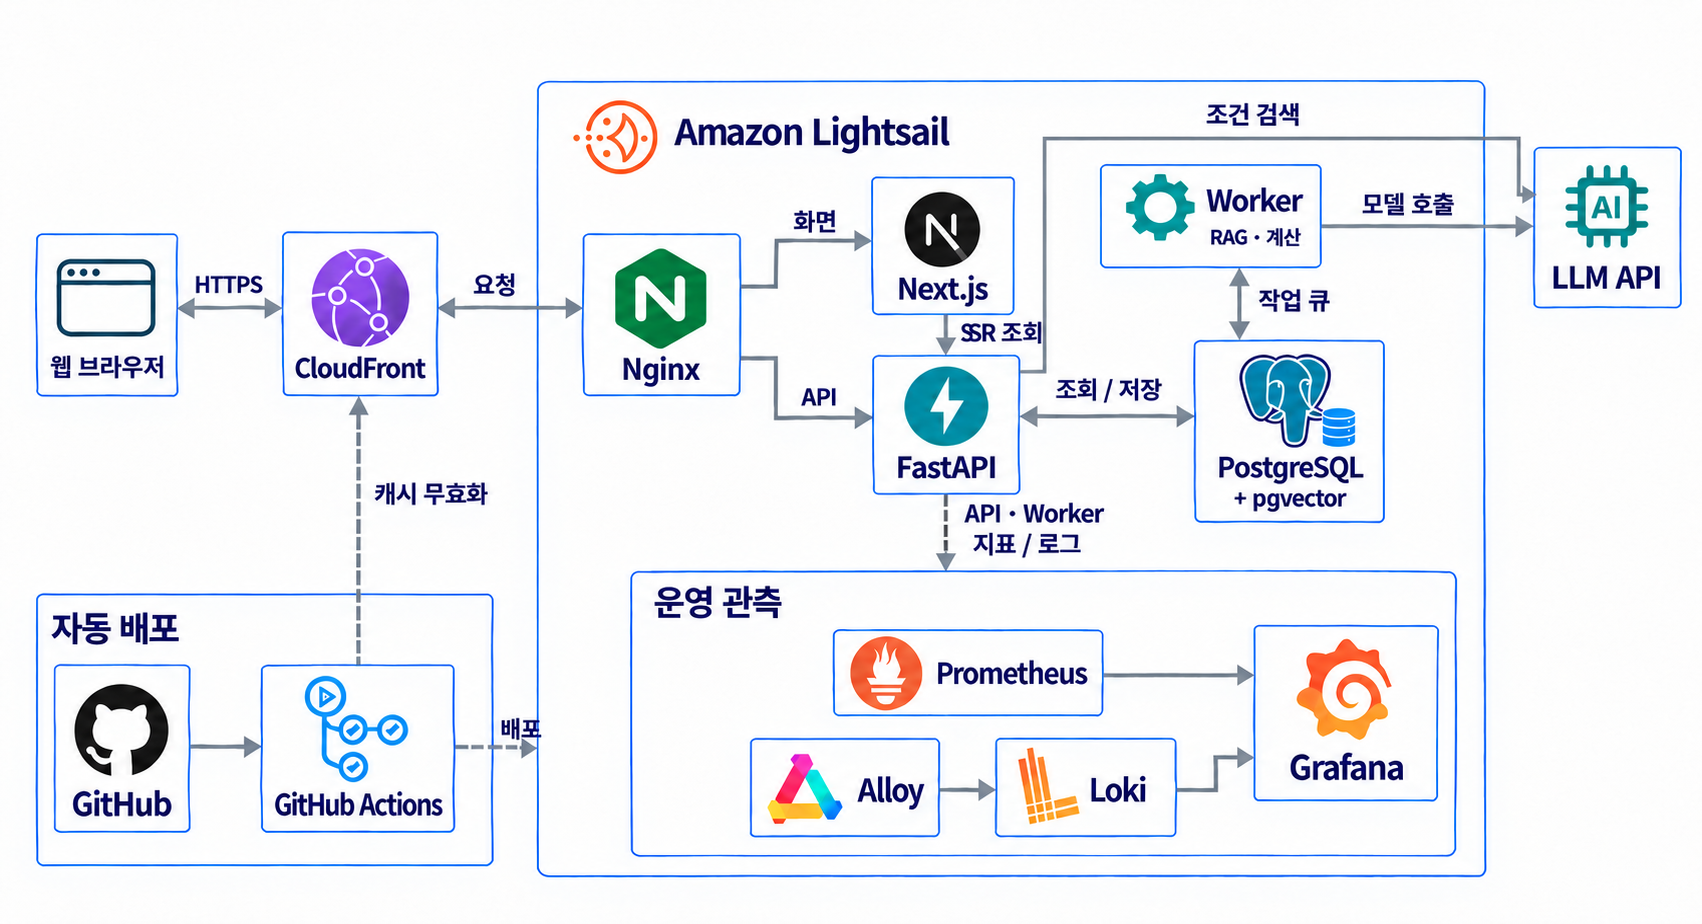 Amazon Lightsail
조건 검색
Worker
RAG · 계산
모델 호출
AI
LLM API
화면
Next.js
HTTPS
요청
웹 브라우저
CloudFront
Nginx
SSR 조회
작업 큐
API
FastAPI
조회 / 저장
PostgreSQL
+ pgvector
캐시 무효화
API · Worker
지표 / 로그
자동 배포
GitHub
GitHub Actions
배포
운영 관측
Prometheus
Alloy
Loki
Grafana